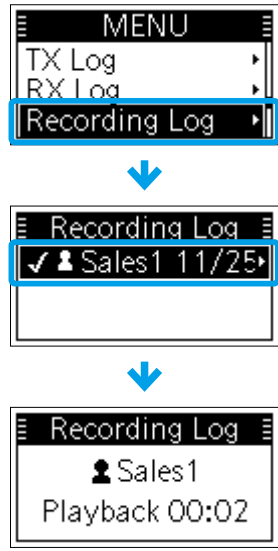 MENU
TX Log
RX Log
Recording Log
Recording Log
Sales1 11/25
Recording Log
Sales1
Playback 00:02